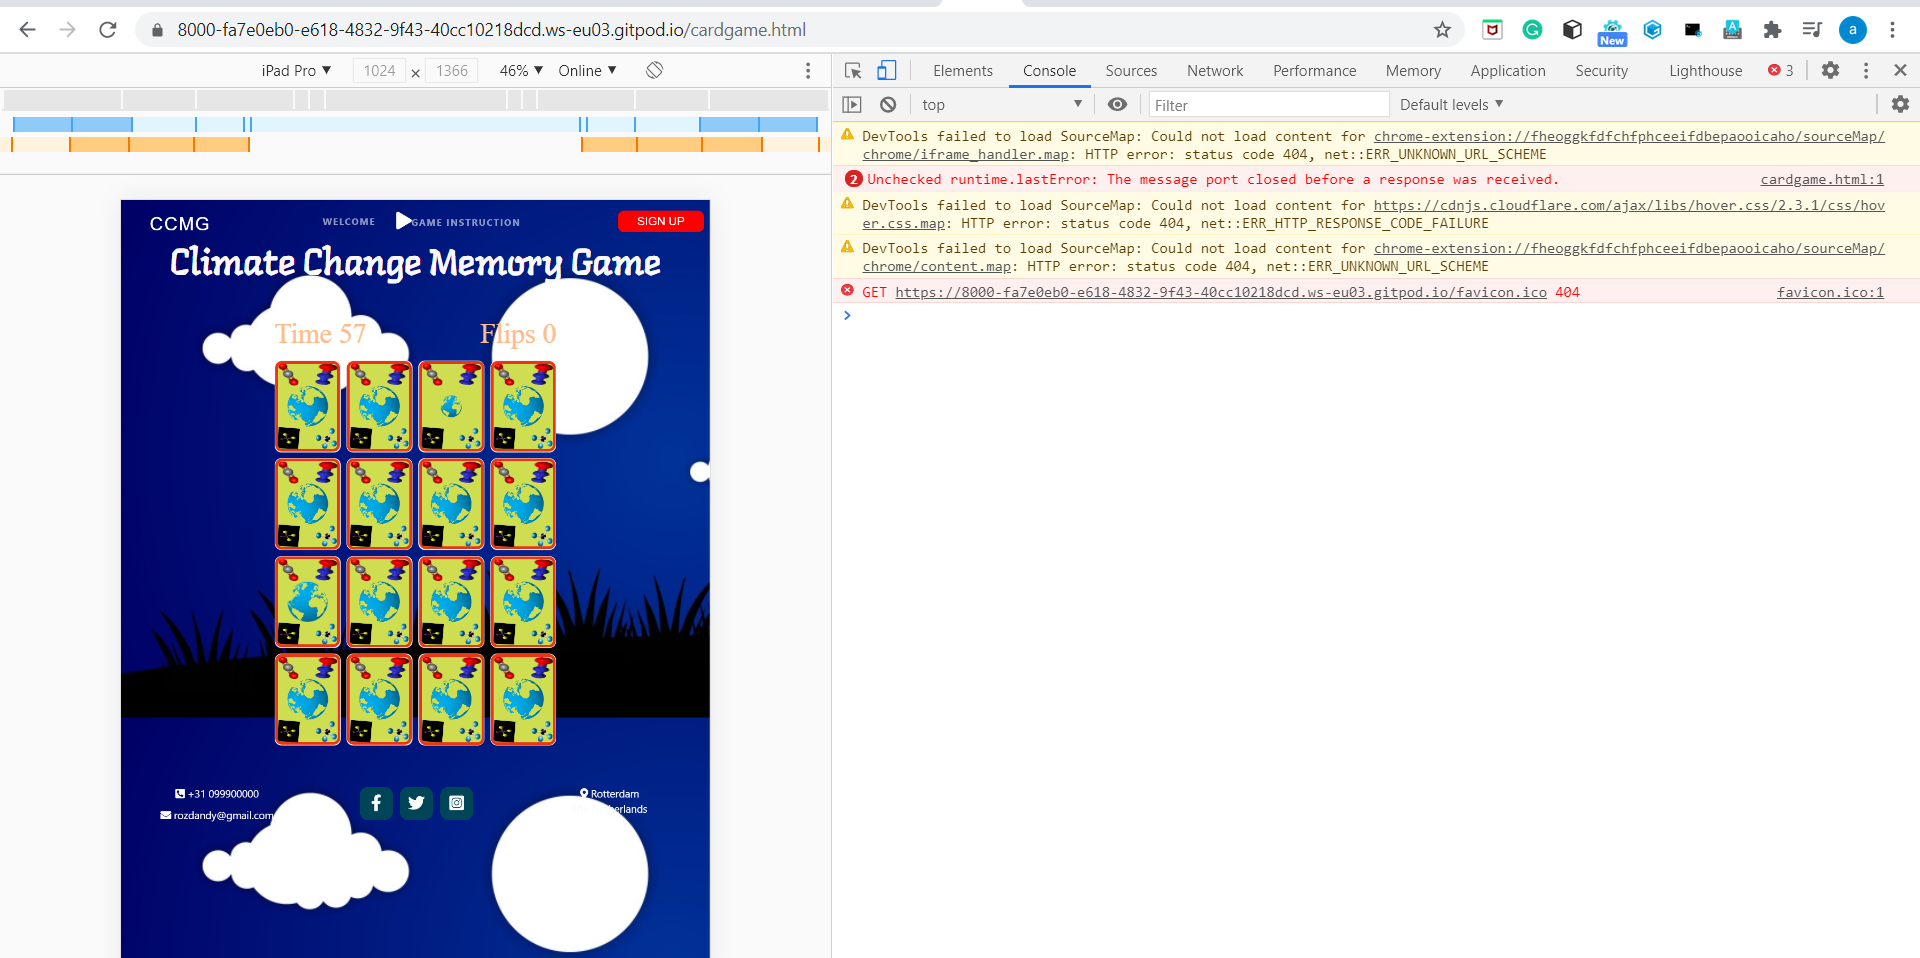 8000-fa7e0eb0-e618-4832-9f43-40cc10218dcd.ws-eu03.gitpod.io/cardgame.html
New
a
iPad Pro ▼ 1024 × 1366 46% ▼ Online ▼
Elements Console Sources Network Performance Memory Application Security Lighthouse 3
top ▼ Filter Default levels ▼
DevTools failed to load SourceMap: Could not load content for chrome-extension://fheoggkfdfchfphceeifdbepaooicaho/sourceMap/
chrome/iframe_handler.map: HTTP error: status code 404, net::ERR_UNKNOWN_URL_SCHEME
2 Unchecked runtime.lastError: The message port closed before a response was received. cardgame.html:1
DevTools failed to load SourceMap: Could not load content for https://cdnjs.cloudflare.com/ajax/libs/hover.css/2.3.1/css/hov
er.css.map: HTTP error: status code 404, net::ERR_HTTP_RESPONSE_CODE_FAILURE
DevTools failed to load SourceMap: Could not load content for chrome-extension://fheoggkfdfchfphceeifdbepaooicaho/sourceMap/
chrome/content.map: HTTP error: status code 404, net::ERR_UNKNOWN_URL_SCHEME
GET https://8000-fa7e0eb0-e618-4832-9f43-40cc10218dcd.ws-eu03.gitpod.io/favicon.ico 404 favicon.ico:1
CCMG WELCOME GAME INSTRUCTION SIGN UP
Climate Change Memory Game
Time 57 Flips 0
+31 099900000
rozdandy@gmail.com
Rotterdam